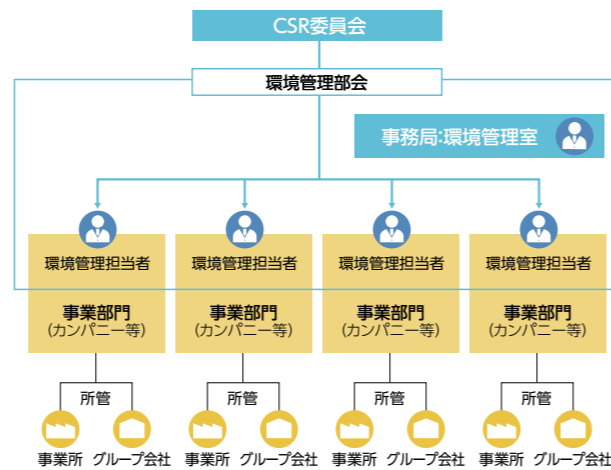 CSR委員会
環境管理部会
事務局:環境管理室
環境管理担当者 環境管理担当者 環境管理担当者 環境管理担当者
事業部門 事業部門 事業部門 事業部門
(カンパニー等) (カンパニー等) (カンパニー等) (カンパニー等)
所管 所管 所管 所管
事業所 グループ会社 事業所 グループ会社 事業所 グループ会社 事業所 グループ会社